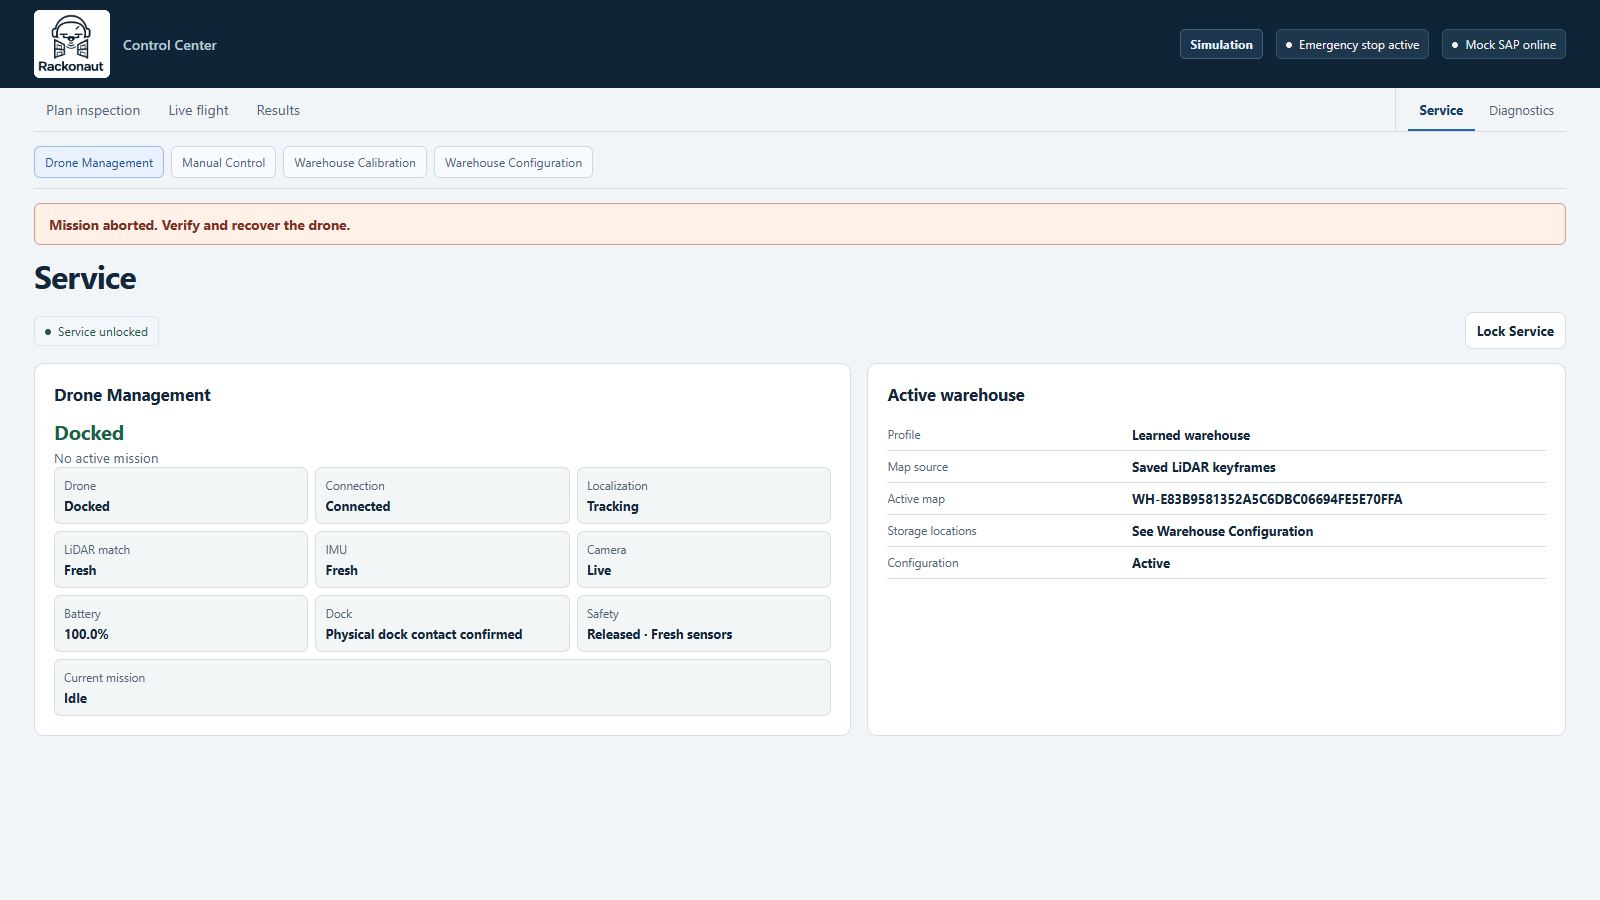 Rackonaut
Control Center
Simulation
Emergency stop active
Mock SAP online
Plan inspection
Live flight
Results
Service
Diagnostics
Drone Management
Manual Control
Warehouse Calibration
Warehouse Configuration
Mission aborted. Verify and recover the drone.
Service
Service unlocked
Lock Service
Drone Management
Docked
No active mission
Drone
Docked
Connection
Connected
Localization
Tracking
LiDAR match
Fresh
IMU
Fresh
Camera
Live
Battery
100.0%
Dock
Physical dock contact confirmed
Safety
Released · Fresh sensors
Current mission
Idle
Active warehouse
Profile
Learned warehouse
Map source
Saved LiDAR keyframes
Active map
WH-E83B9581352A5C6DBC06694FE5E70FFA
Storage locations
See Warehouse Configuration
Configuration
Active